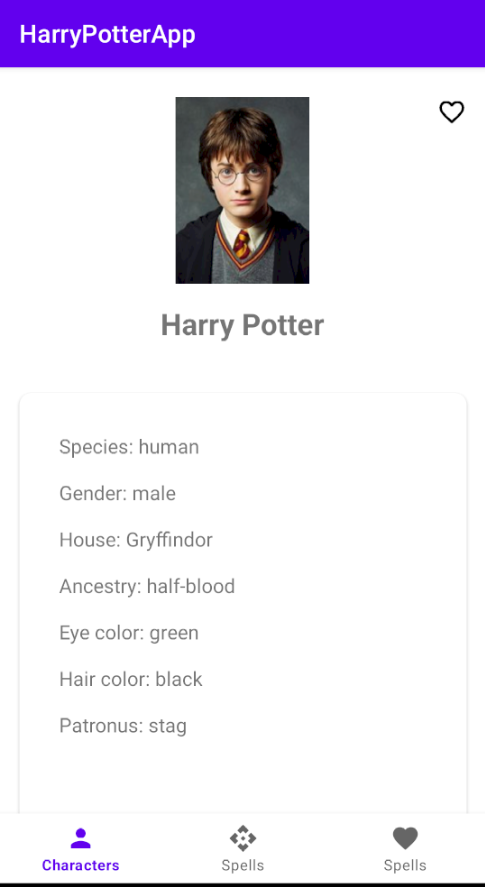 HarryPotterApp
Harry Potter
Species: human
Gender: male
House: Gryffindor
Ancestry: half-blood
Eye color: green
Hair color: black
Patronus: stag
Characters
Spells
Spells